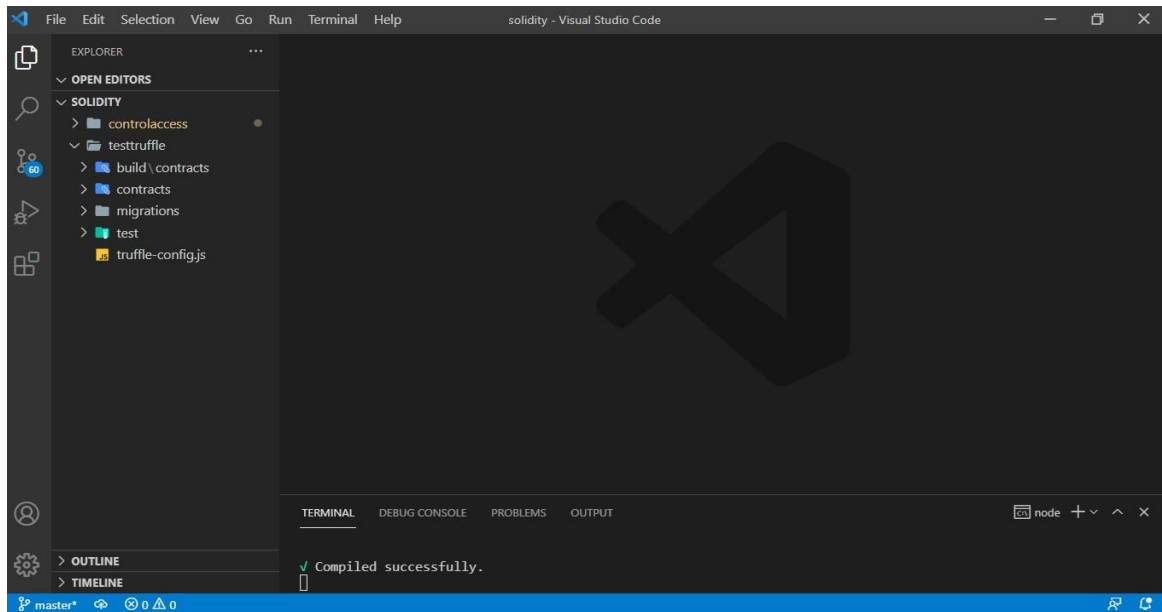 File Edit Selection View Go Run Terminal Help solidity - Visual Studio Code
EXPLORER
OPEN EDITORS
SOLIDITY
controlaccess
testtruffle
60
build \ contracts
contracts
migrations
test
JS truffle-config.js
TERMINAL DEBUG CONSOLE PROBLEMS OUTPUT node
√ Compiled successfully.
OUTLINE
TIMELINE
master* 0 0